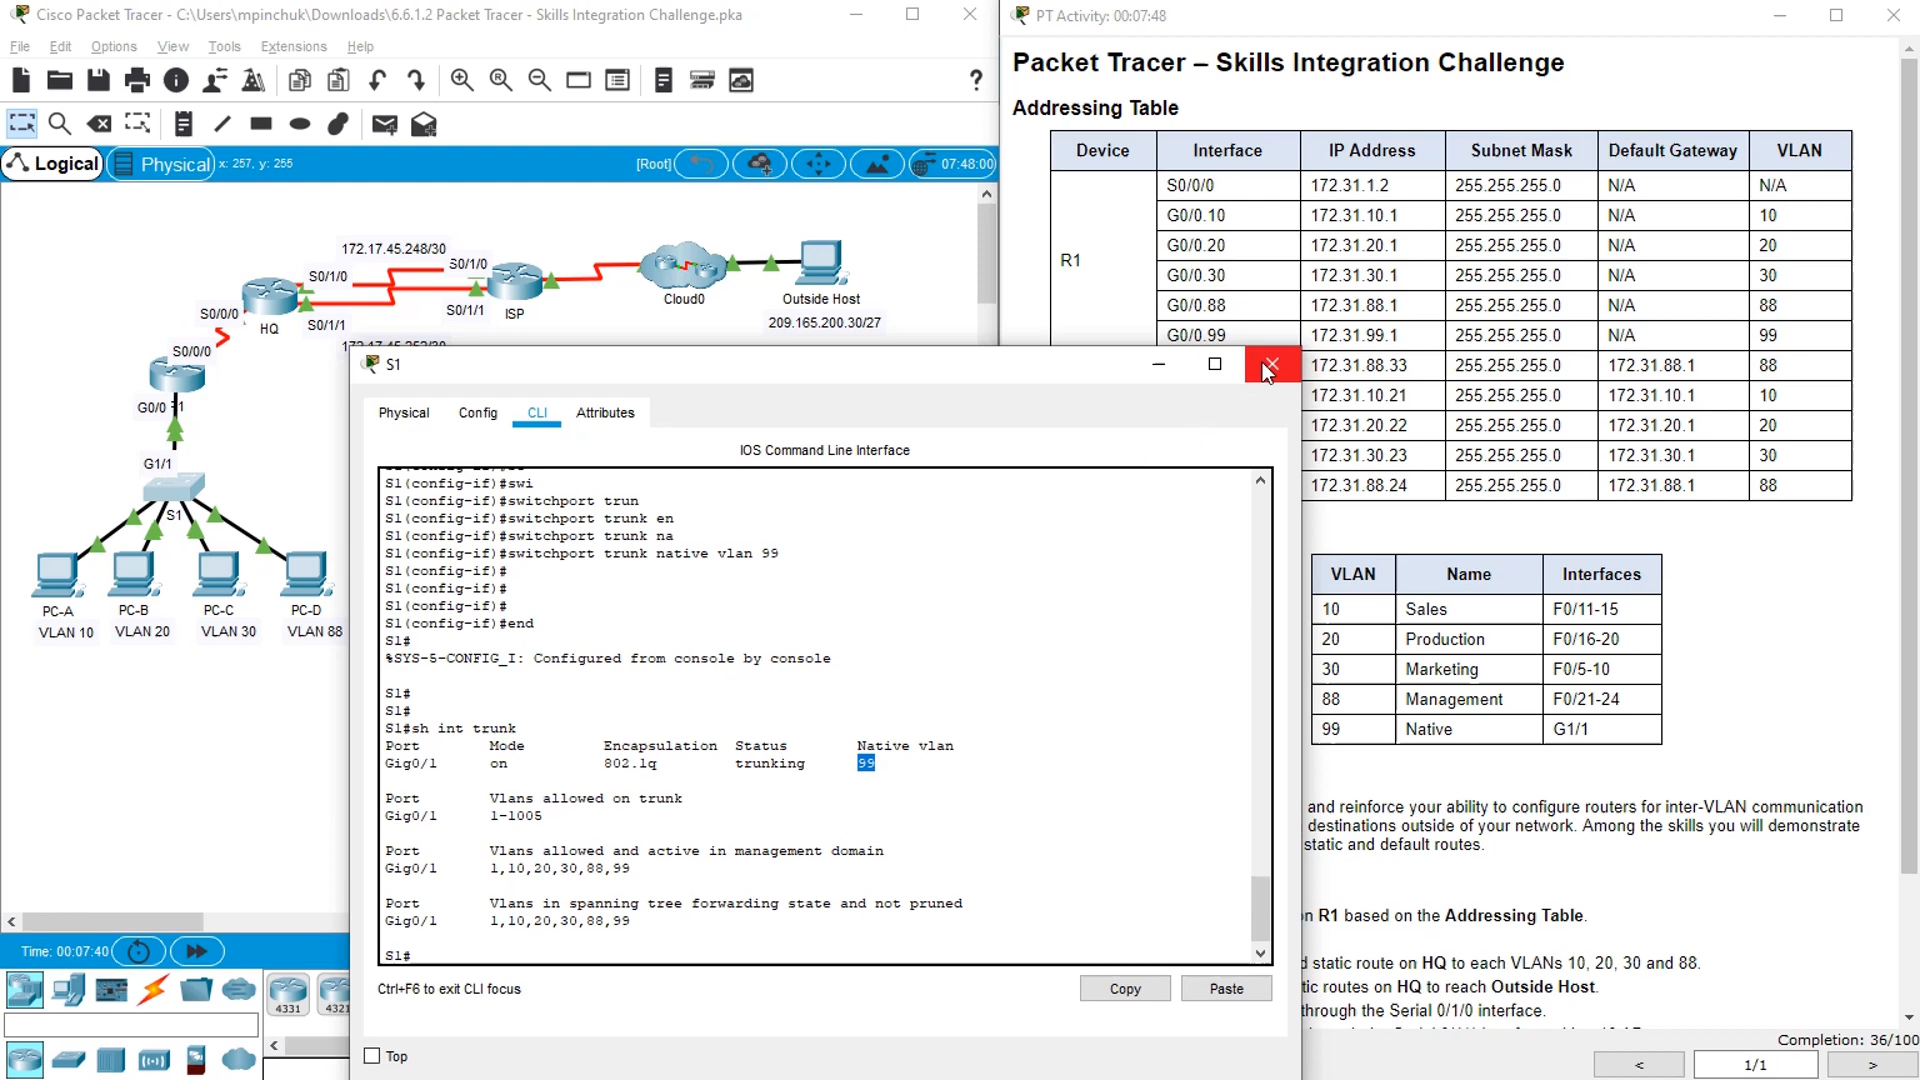 Cisco Packet Tracer - C:\Users\mpinchuk\Downloads\6.6.1.2 Packet Tracer - Skills Integration Challenge.pka
File Edit Options View Tools Extensions Help
?
Logical Physical x: 257, y: 255 [Root] 07:48:00
172.17.45.248/30
S0/1/0
S0/1/0
S0/0/0
HQ
S0/1/1
S0/1/1
ISP
Cloud0
Outside Host
209.165.200.30/27
S0/0/0
G0/0
G1/1
S1
PC-A PC-B PC-C PC-D
VLAN 10 VLAN 20 VLAN 30 VLAN 88
Time: 00:07:40
4331 4321
S1
Physical Config CLI Attributes
IOS Command Line Interface
S1(config-if)#swi
S1(config-if)#switchport trun
S1(config-if)#switchport trunk en
S1(config-if)#switchport trunk na
S1(config-if)#switchport trunk native vlan 99
S1(config-if)#
S1(config-if)#
S1(config-if)#
S1(config-if)#end
S1#
%SYS-5-CONFIG_I: Configured from console by console
S1#
S1#
S1#sh int trunk
Port Mode Encapsulation Status Native vlan
Gig0/1 on 802.1q trunking 99
Port Vlans allowed on trunk
Gig0/1 1-1005
Port Vlans allowed and active in management domain
Gig0/1 1,10,20,30,88,99
Port Vlans in spanning tree forwarding state and not pruned
Gig0/1 1,10,20,30,88,99
S1#
Ctrl+F6 to exit CLI focus
Copy Paste
Top
PT Activity: 00:07:48
Packet Tracer – Skills Integration Challenge
Addressing Table
Device Interface IP Address Subnet Mask Default Gateway VLAN
R1
S0/0/0 172.31.1.2 255.255.255.0 N/A N/A
G0/0.10 172.31.10.1 255.255.255.0 N/A 10
G0/0.20 172.31.20.1 255.255.255.0 N/A 20
G0/0.30 172.31.30.1 255.255.255.0 N/A 30
G0/0.88 172.31.88.1 255.255.255.0 N/A 88
G0/0.99 172.31.99.1 255.255.255.0 N/A 99
172.31.88.33 255.255.255.0 172.31.88.1 88
172.31.10.21 255.255.255.0 172.31.10.1 10
172.31.20.22 255.255.255.0 172.31.20.1 20
172.31.30.23 255.255.255.0 172.31.30.1 30
172.31.88.24 255.255.255.0 172.31.88.1 88
VLAN Name Interfaces
10 Sales F0/11-15
20 Production F0/16-20
30 Marketing F0/5-10
88 Management F0/21-24
99 Native G1/1
and reinforce your ability to configure routers for inter-VLAN communication
destinations outside of your network. Among the skills you will demonstrate
static and default routes.
on R1 based on the Addressing Table.
d static route on HQ to each VLANs 10, 20, 30 and 88.
tic routes on HQ to reach Outside Host.
through the Serial 0/1/0 interface.
Completion: 36/100
< 1/1 >